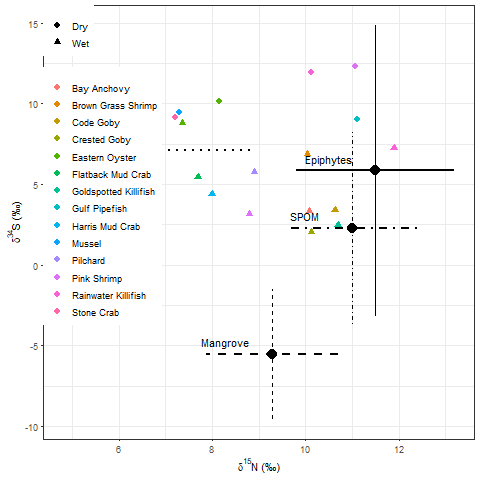 15
10
5
0
-5
-10
δ34S (‰)
Dry
Wet
Bay Anchovy
Brown Grass Shrimp
Code Goby
Crested Goby
Eastern Oyster
Flatback Mud Crab
Goldspotted Killifish
Gulf Pipefish
Harris Mud Crab
Mussel
Pilchard
Pink Shrimp
Rainwater Killifish
Stone Crab
Epiphytes
SPOM
Mangrove
6 8 10 12
δ15N (‰)